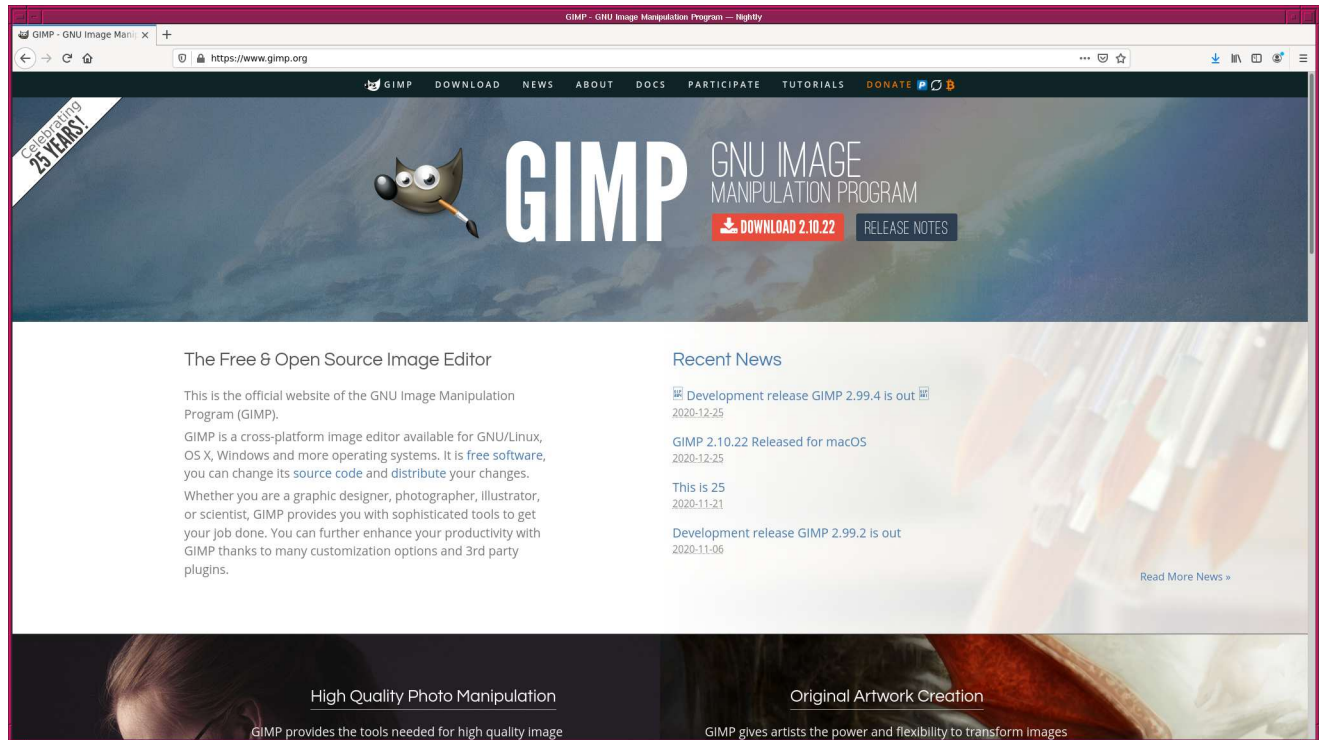 GIMP - GNU Image Manipulation Program — Nightly
GIMP - GNU Image Mani
https://www.gimp.org
GIMP DOWNLOAD NEWS ABOUT DOCS PARTICIPATE TUTORIALS DONATE
Celebrating
25 YEARS!
GIMP
GNU IMAGE
MANIPULATION PROGRAM
DOWNLOAD 2.10.22 RELEASE NOTES
The Free & Open Source Image Editor
This is the official website of the GNU Image Manipulation
Program (GIMP).
GIMP is a cross-platform image editor available for GNU/Linux,
OS X, Windows and more operating systems. It is free software,
you can change its source code and distribute your changes.
Whether you are a graphic designer, photographer, illustrator,
or scientist, GIMP provides you with sophisticated tools to get
your job done. You can further enhance your productivity with
GIMP thanks to many customization options and 3rd party
plugins.
Recent News
Development release GIMP 2.99.4 is out
2020-12-25
GIMP 2.10.22 Released for macOS
2020-12-25
This is 25
2020-11-21
Development release GIMP 2.99.2 is out
2020-11-06
Read More News »
High Quality Photo Manipulation
GIMP provides the tools needed for high quality image
Original Artwork Creation
GIMP gives artists the power and flexibility to transform images